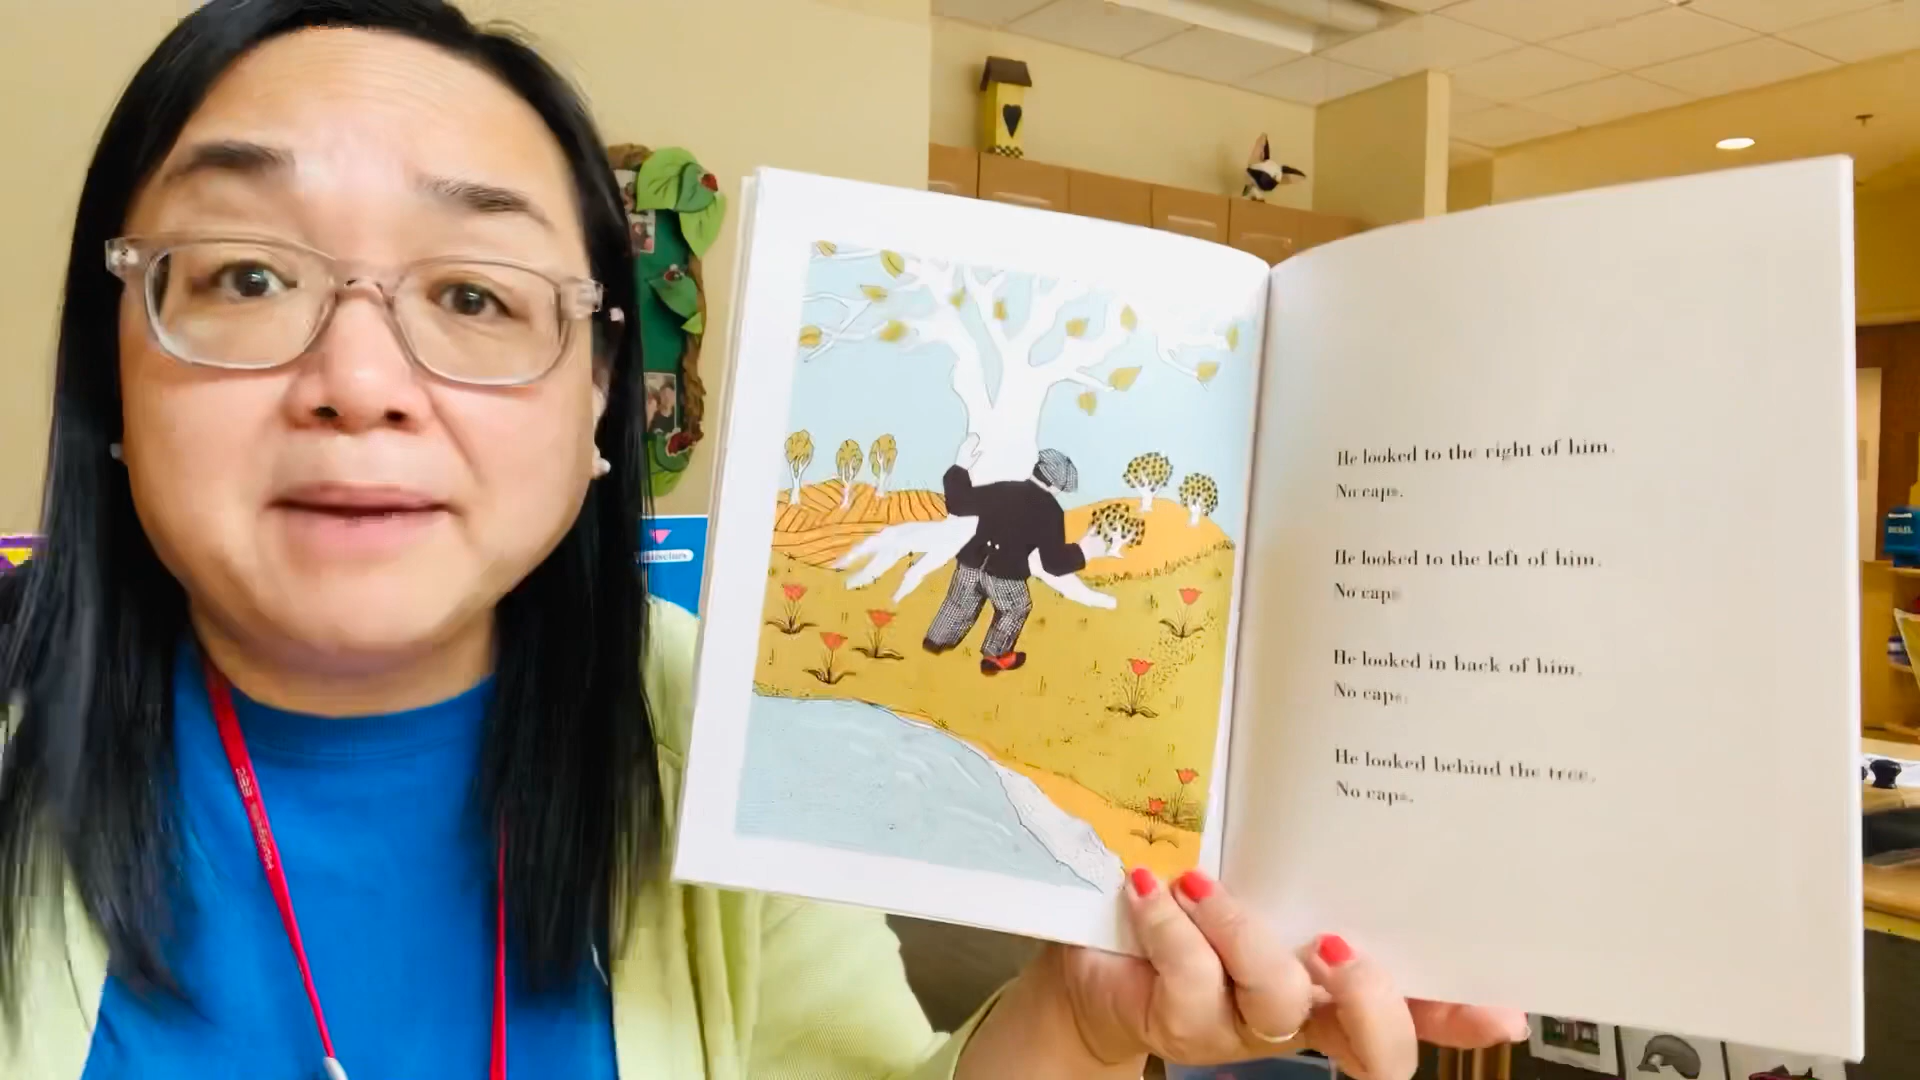 He looked to the right of him.
No caps.
He looked to the left of him.
No caps
He looked in back of him.
No caps.
He looked behind the tree.
No caps.